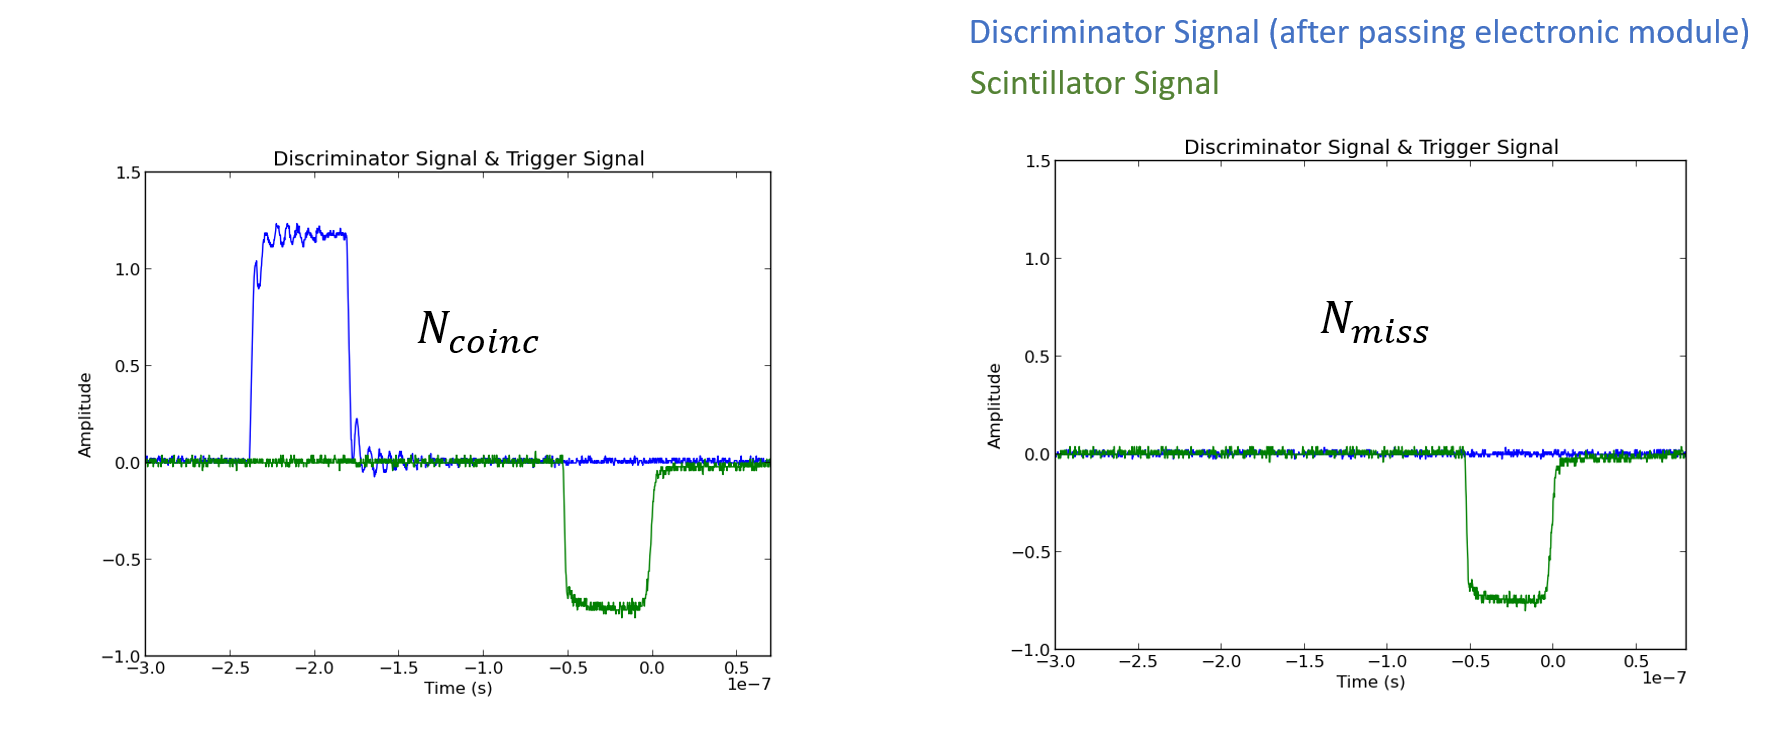 Discriminator Signal (after passing electronic module)
Scintillator Signal
Discriminator Signal & Trigger Signal
1.5
1.0
0.5
0.0
−0.5
−1.0
Amplitude
N_coinc
−3.0 −2.5 −2.0 −1.5 −1.0 −0.5 0.0 0.5
1e−7
Time (s)
Discriminator Signal & Trigger Signal
1.5
1.0
0.5
0.0
−0.5
−1.0
Amplitude
N_miss
−3.0 −2.5 −2.0 −1.5 −1.0 −0.5 0.0 0.5
1e−7
Time (s)